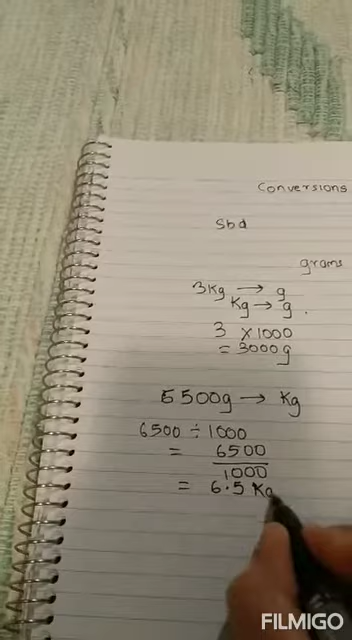 Conversions
Sbd
grams
3Kg → g
Kg → g.
3 ×1000
= 3000g
6500g → Kg
6500 ÷ 1000
= 6500
1000
= 6.5 Kg
FILMIGO